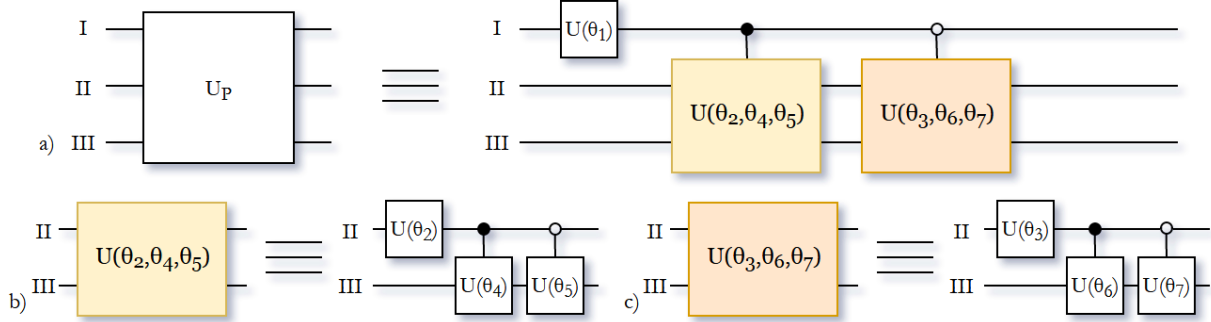 I
U(θ₁)
I
II
U_P
II
U(θ₂,θ₄,θ₅)
U(θ₃,θ₆,θ₇)
a)
III
III
II
U(θ₂,θ₄,θ₅)
II
U(θ₂)
II
U(θ₃,θ₆,θ₇)
II
U(θ₃)
b)
III
III
U(θ₄)
U(θ₅)
c)
III
III
U(θ₆)
U(θ₇)